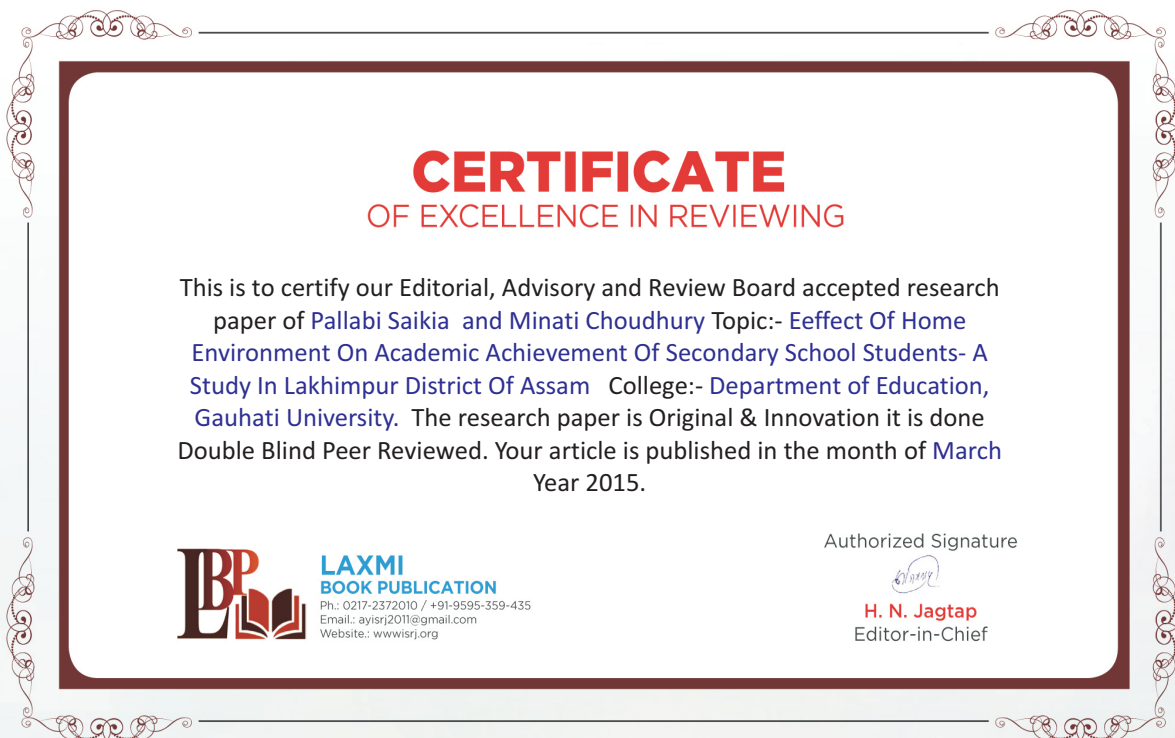 CERTIFICATE
OF EXCELLENCE IN REVIEWING
This is to certify our Editorial, Advisory and Review Board accepted research
paper of Pallabi Saikia and Minati Choudhury Topic:- Eeffect Of Home
Environment On Academic Achievement Of Secondary School Students- A
Study In Lakhimpur District Of Assam College:- Department of Education,
Gauhati University. The research paper is Original & Innovation it is done
Double Blind Peer Reviewed. Your article is published in the month of March
Year 2015.
LBP
LAXMI
BOOK PUBLICATION
Ph.: 0217-2372010 / +91-9595-359-435
Email.: ayisrj2011@gmail.com
Website.: wwwisrj.org
Authorized Signature
H. N. Jagtap
Editor-in-Chief